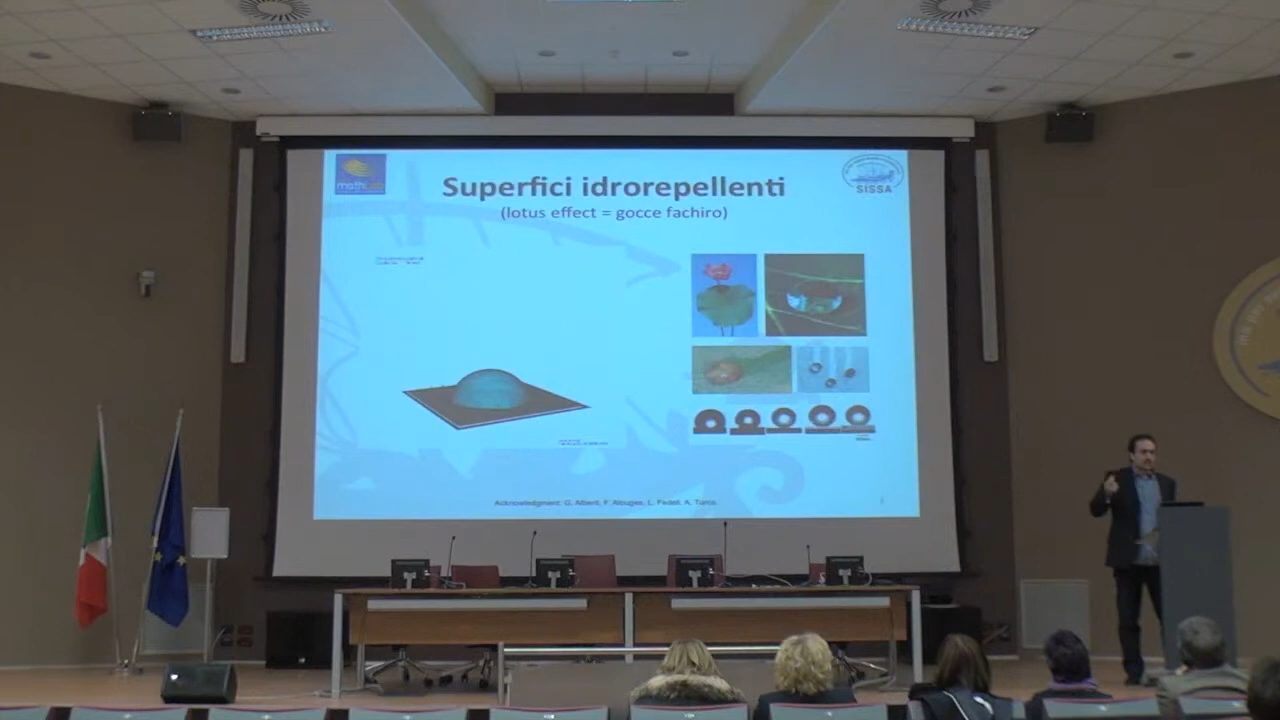 mathLab
SISSA
Superfici idrorepellenti
(lotus effect = gocce fachiro)
Acknowledgment: G. Alberti, F. Alouges, L. Fedeli, A. Turco.